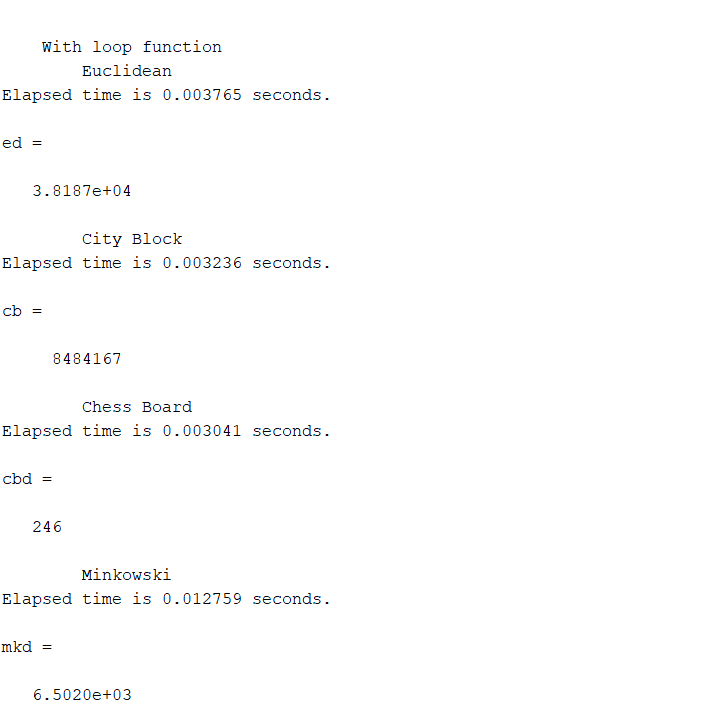 With loop function
Euclidean
Elapsed time is 0.003765 seconds.
ed =
3.8187e+04
City Block
Elapsed time is 0.003236 seconds.
cb =
8484167
Chess Board
Elapsed time is 0.003041 seconds.
cbd =
246
Minkowski
Elapsed time is 0.012759 seconds.
mkd =
6.5020e+03